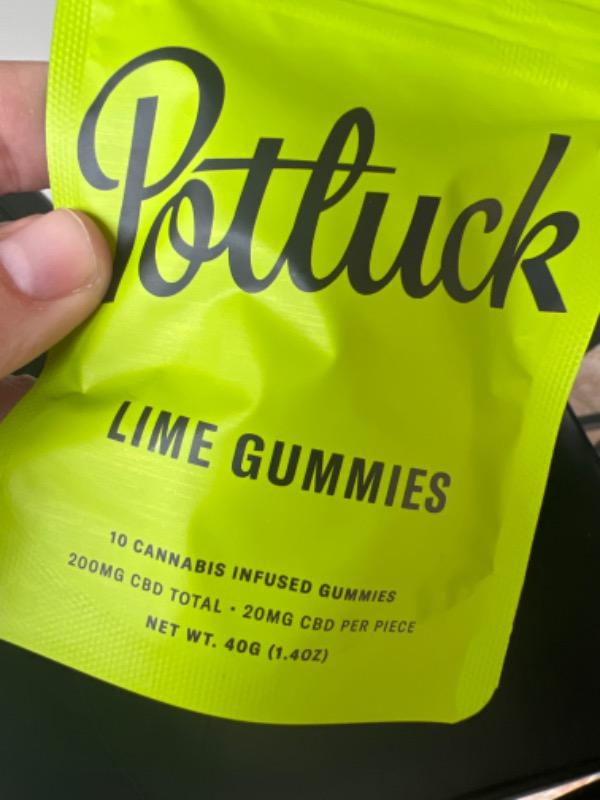 Potluck
LIME GUMMIES
10 CANNABIS INFUSED GUMMIES
200MG CBD TOTAL • 20MG CBD PER PIECE
NET WT. 40G (1.4OZ)